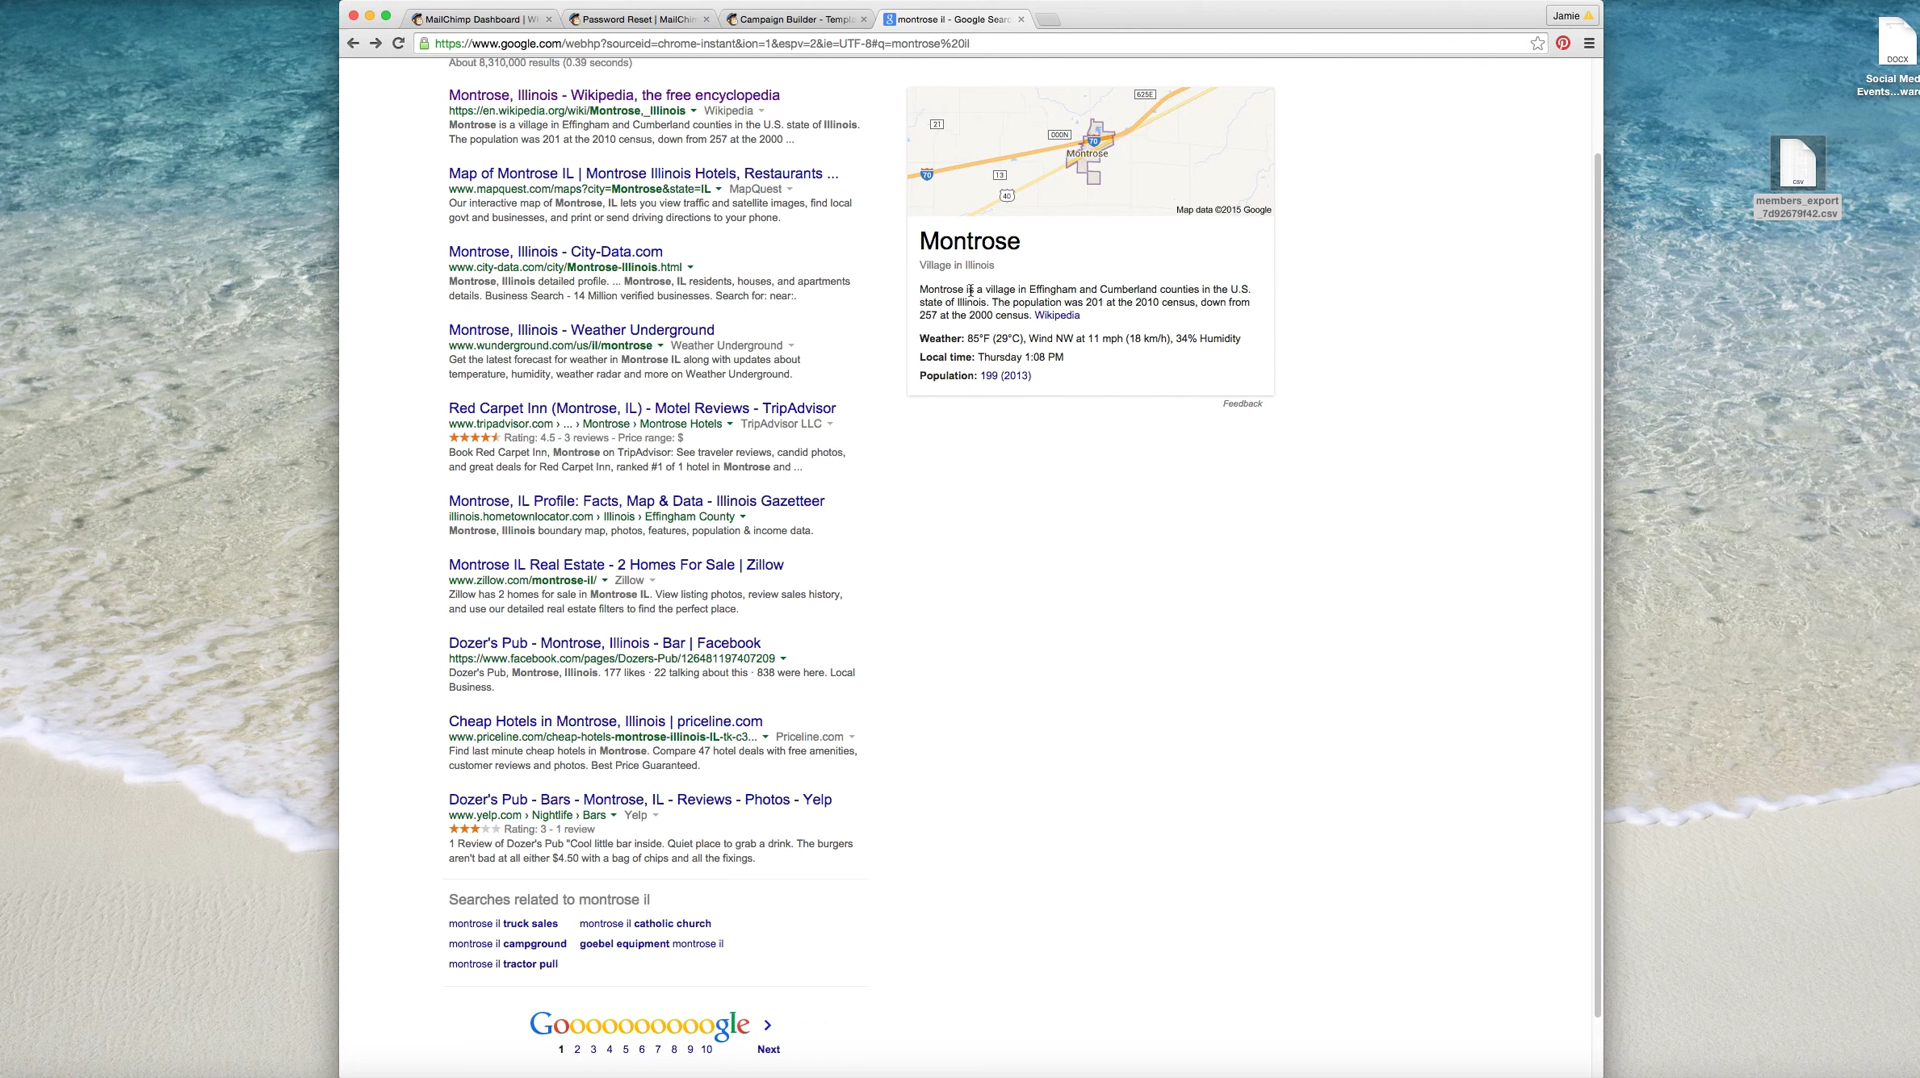 MailChimp Dashboard | Wi
Password Reset | MailChim
Campaign Builder - Templa
montrose il - Google Searc
Jamie
https://www.google.com/webhp?sourceid=chrome-instant&ion=1&espv=2&ie=UTF-8#q=montrose%20il
About 8,310,000 results (0.39 seconds)
Montrose, Illinois - Wikipedia, the free encyclopedia
https://en.wikipedia.org/wiki/Montrose,_Illinois Wikipedia
Montrose is a village in Effingham and Cumberland counties in the U.S. state of Illinois.
The population was 201 at the 2010 census, down from 257 at the 2000 ...
Map of Montrose IL | Montrose Illinois Hotels, Restaurants ...
www.mapquest.com/maps?city=Montrose&state=IL MapQuest
Our interactive map of Montrose, IL lets you view traffic and satellite images, find local
govt and businesses, and print or send driving directions to your phone.
Montrose, Illinois - City-Data.com
www.city-data.com/city/Montrose-Illinois.html
Montrose, Illinois detailed profile. ... Montrose, IL residents, houses, and apartments
details. Business Search - 14 Million verified businesses. Search for: near:.
Montrose, Illinois - Weather Underground
www.wunderground.com/us/il/montrose Weather Underground
Get the latest forecast for weather in Montrose IL along with updates about
temperature, humidity, weather radar and more on Weather Underground.
Red Carpet Inn (Montrose, IL) - Motel Reviews - TripAdvisor
www.tripadvisor.com › ... › Montrose › Montrose Hotels TripAdvisor LLC
Rating: 4.5 - 3 reviews - Price range: $
Book Red Carpet Inn, Montrose on TripAdvisor: See traveler reviews, candid photos,
and great deals for Red Carpet Inn, ranked #1 of 1 hotel in Montrose and ...
Montrose, IL Profile: Facts, Map & Data - Illinois Gazetteer
illinois.hometownlocator.com › Illinois › Effingham County
Montrose, Illinois boundary map, photos, features, population & income data.
Montrose IL Real Estate - 2 Homes For Sale | Zillow
www.zillow.com/montrose-il/ Zillow
Zillow has 2 homes for sale in Montrose IL. View listing photos, review sales history,
and use our detailed real estate filters to find the perfect place.
Dozer's Pub - Montrose, Illinois - Bar | Facebook
https://www.facebook.com/pages/Dozers-Pub/126481197407209
Dozer's Pub, Montrose, Illinois. 177 likes · 22 talking about this · 838 were here. Local
Business.
Cheap Hotels in Montrose, Illinois | priceline.com
www.priceline.com/cheap-hotels-montrose-illinois-IL-tk-c3... Priceline.com
Find last minute cheap hotels in Montrose. Compare 47 hotel deals with free amenities,
customer reviews and photos. Best Price Guaranteed.
Dozer's Pub - Bars - Montrose, IL - Reviews - Photos - Yelp
www.yelp.com › Nightlife › Bars Yelp
Rating: 3 - 1 review
1 Review of Dozer's Pub "Cool little bar inside. Quiet place to grab a drink. The burgers
aren't bad at all either $4.50 with a bag of chips and all the fixings.
Searches related to montrose il
montrose il truck sales montrose il catholic church
montrose il campground goebel equipment montrose il
montrose il tractor pull
Goooooooooogle
1 2 3 4 5 6 7 8 9 10 Next
625E
21
000N
70
Montrose
70
13
40
Map data ©2015 Google
Montrose
Village in Illinois
Montrose is a village in Effingham and Cumberland counties in the U.S.
state of Illinois. The population was 201 at the 2010 census, down from
257 at the 2000 census. Wikipedia
Weather: 85°F (29°C), Wind NW at 11 mph (18 km/h), 34% Humidity
Local time: Thursday 1:08 PM
Population: 199 (2013)
Feedback
DOCX
Social Med
Events...ward
CSV
members_export
_7d92679f42.csv